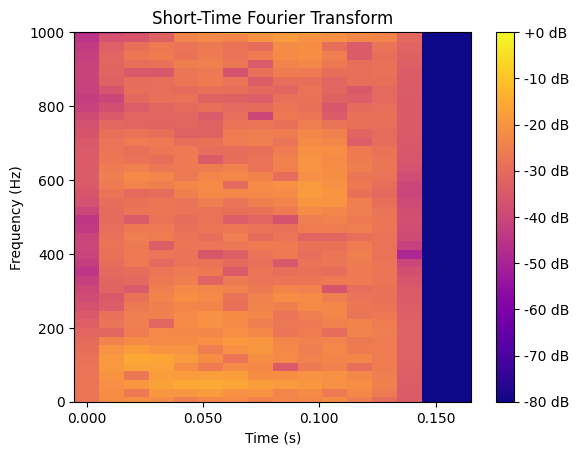 Short-Time Fourier Transform
1000
800
600
400
200
0
Frequency (Hz)
0.000
0.050
0.100
0.150
Time (s)
+0 dB
-10 dB
-20 dB
-30 dB
-40 dB
-50 dB
-60 dB
-70 dB
-80 dB